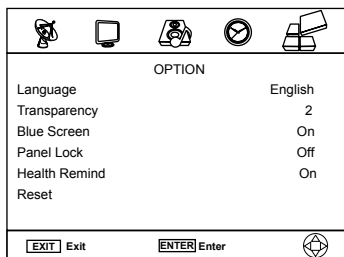 OPTION
Language English
Transparency 2
Blue Screen On
Panel Lock Off
Health Remind On
Reset
EXIT Exit ENTER Enter